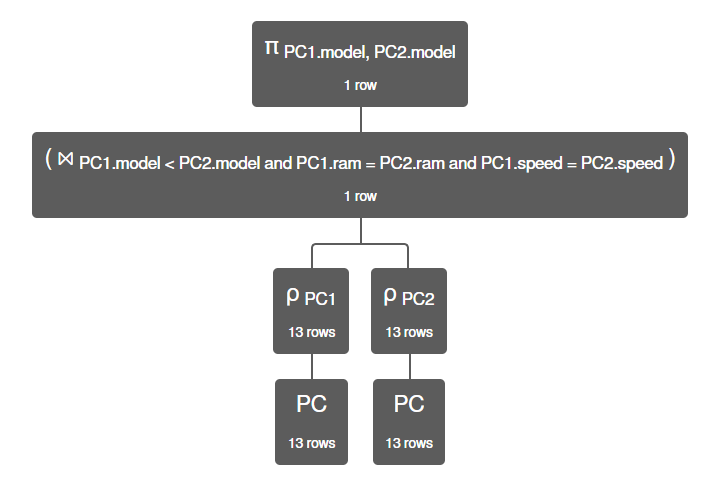 π PC1.model, PC2.model
1 row
( ⋈ PC1.model < PC2.model and PC1.ram = PC2.ram and PC1.speed = PC2.speed )
1 row
ρ PC1
13 rows
ρ PC2
13 rows
PC
13 rows
PC
13 rows